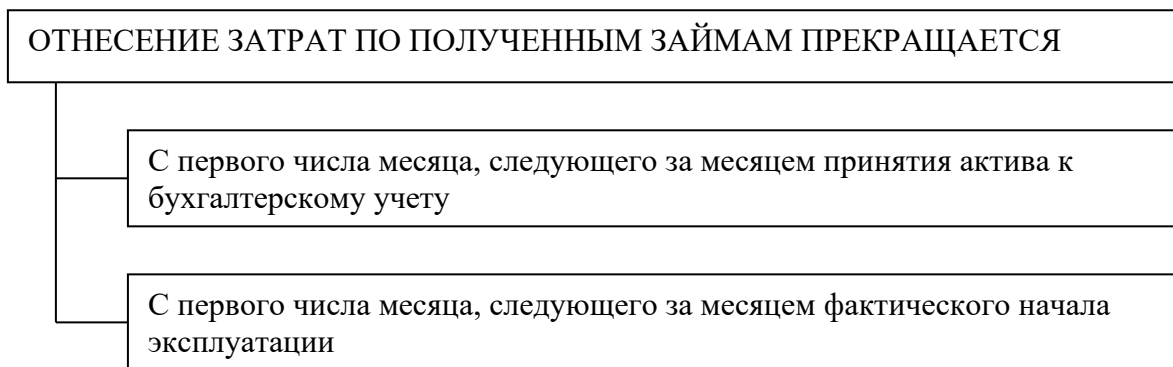 ОТНЕСЕНИЕ ЗАТРАТ ПО ПОЛУЧЕННЫМ ЗАЙМАМ ПРЕКРАЩАЕТСЯ
С первого числа месяца, следующего за месяцем принятия актива к
бухгалтерскому учету
С первого числа месяца, следующего за месяцем фактического начала
эксплуатации